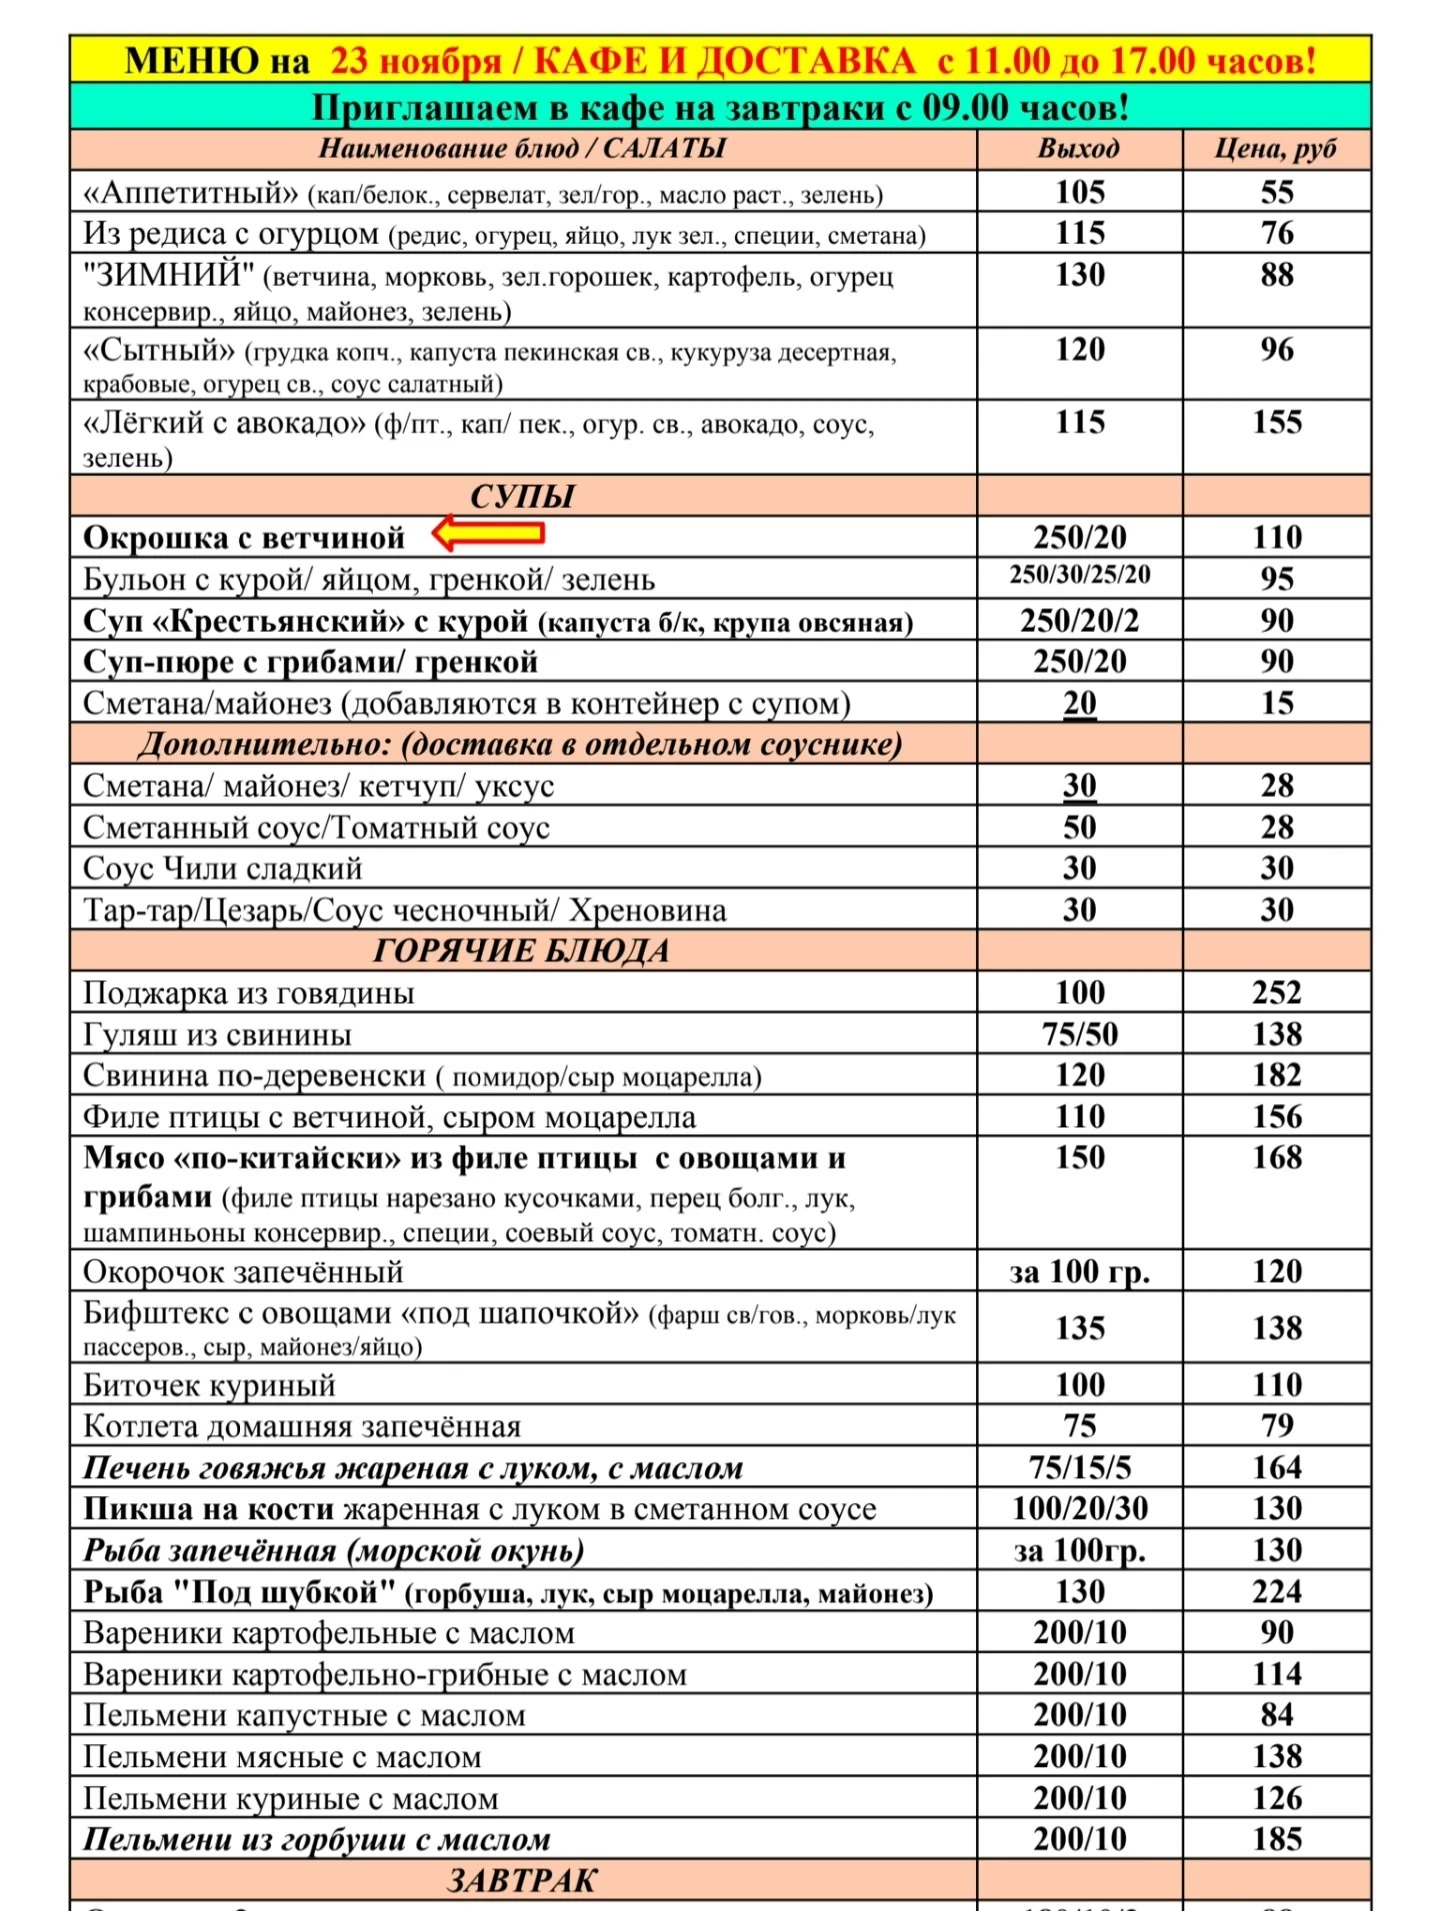 МЕНЮ на 23 ноября / КАФЕ И ДОСТАВКА с 11.00 до 17.00 часов!
Приглашаем в кафе на завтраки с 09.00 часов!
Наименование блюд / САЛАТЫ Выход Цена, руб
«Аппетитный» (кап/белок., сервелат, зел/гор., масло раст., зелень) 105 55
Из редиса с огурцом (редис, огурец, яйцо, лук зел., специи, сметана) 115 76
"ЗИМНИЙ" (ветчина, морковь, зел.горошек, картофель, огурец 130 88
консервир., яйцо, майонез, зелень)
«Сытный» (грудка копч., капуста пекинская св., кукуруза десертная, 120 96
крабовые, огурец св., соус салатный)
«Лёгкий с авокадо» (ф/пт., кап/ пек., огур. св., авокадо, соус, 115 155
зелень)
СУПЫ
Окрошка с ветчиной 250/20 110
Бульон с курой/ яйцом, гренкой/ зелень 250/30/25/20 95
Суп «Крестьянский» с курой (капуста б/к, крупа овсяная) 250/20/2 90
Суп-пюре с грибами/ гренкой 250/20 90
Сметана/майонез (добавляются в контейнер с супом) 20 15
Дополнительно: (доставка в отдельном соуснике)
Сметана/ майонез/ кетчуп/ уксус 30 28
Сметанный соус/Томатный соус 50 28
Соус Чили сладкий 30 30
Тар-тар/Цезарь/Соус чесночный/ Хреновина 30 30
ГОРЯЧИЕ БЛЮДА
Поджарка из говядины 100 252
Гуляш из свинины 75/50 138
Свинина по-деревенски ( помидор/сыр моцарелла) 120 182
Филе птицы с ветчиной, сыром моцарелла 110 156
Мясо «по-китайски» из филе птицы с овощами и 150 168
грибами (филе птицы нарезано кусочками, перец болг., лук,
шампиньоны консервир., специи, соевый соус, томатн. соус)
Окорочок запечённый за 100 гр. 120
Бифштекс с овощами «под шапочкой» (фарш св/гов., морковь/лук 135 138
пассеров., сыр, майонез/яйцо)
Биточек куриный 100 110
Котлета домашняя запечённая 75 79
Печень говяжья жареная с луком, с маслом 75/15/5 164
Пикша на кости жаренная с луком в сметанном соусе 100/20/30 130
Рыба запечённая (морской окунь) за 100гр. 130
Рыба "Под шубкой" (горбуша, лук, сыр моцарелла, майонез) 130 224
Вареники картофельные с маслом 200/10 90
Вареники картофельно-грибные с маслом 200/10 114
Пельмени капустные с маслом 200/10 84
Пельмени мясные с маслом 200/10 138
Пельмени куриные с маслом 200/10 126
Пельмени из горбуши с маслом 200/10 185
ЗАВТРАК